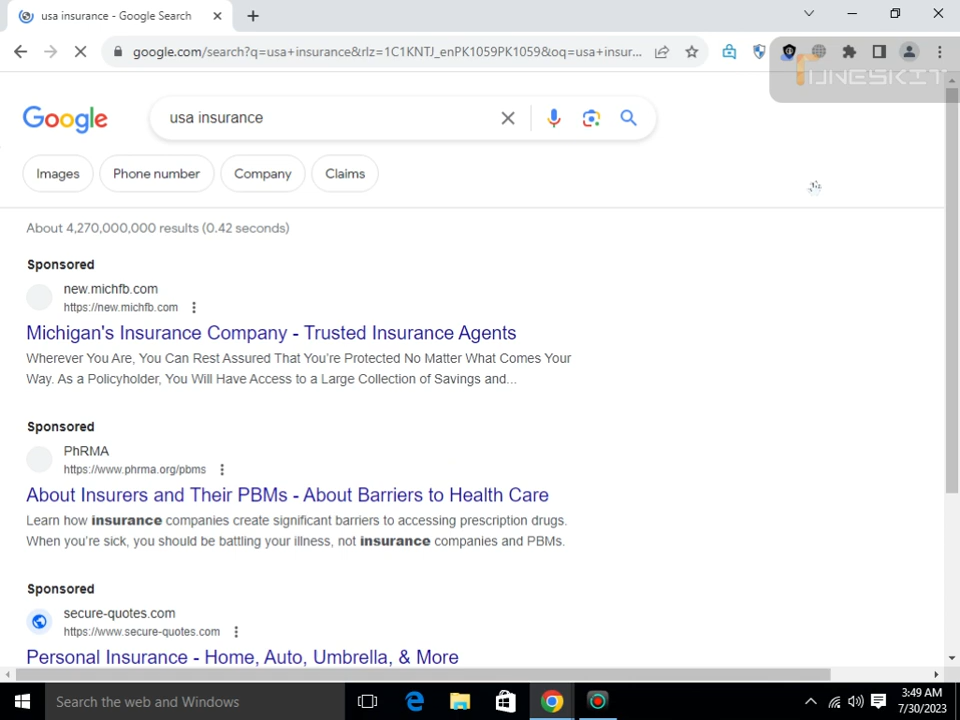 usa insurance - Google Search
google.com/search?q=usa+insurance&rlz=1C1KNTJ_enPK1059PK1059&oq=usa+insur...
TUNESKIT
Google
usa insurance
Images
Phone number
Company
Claims
About 4,270,000,000 results (0.42 seconds)
Sponsored
new.michfb.com
https://new.michfb.com
Michigan's Insurance Company - Trusted Insurance Agents
Wherever You Are, You Can Rest Assured That You're Protected No Matter What Comes Your
Way. As a Policyholder, You Will Have Access to a Large Collection of Savings and...
Sponsored
PhRMA
https://www.phrma.org/pbms
About Insurers and Their PBMs - About Barriers to Health Care
Learn how insurance companies create significant barriers to accessing prescription drugs.
When you're sick, you should be battling your illness, not insurance companies and PBMs.
Sponsored
secure-quotes.com
https://www.secure-quotes.com
Personal Insurance - Home, Auto, Umbrella, & More
Search the web and Windows
3:49 AM
7/30/2023